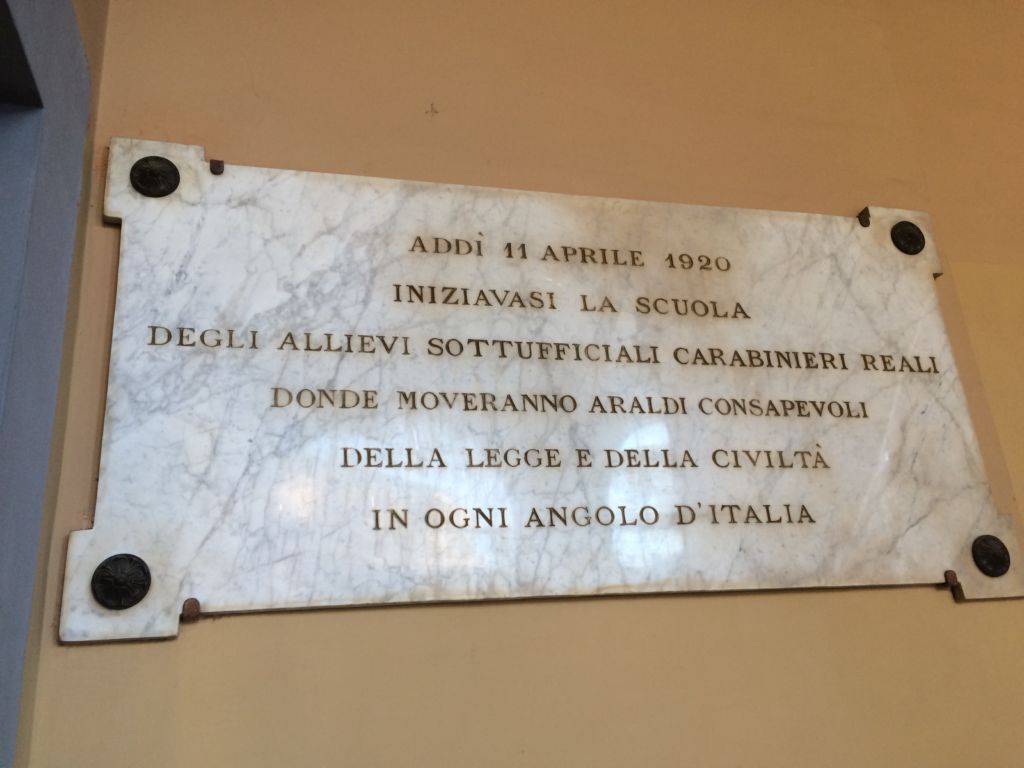 ADDÌ 11 APRILE 1920
INIZIAVASI LA SCUOLA
DEGLI ALLIEVI SOTTUFFICIALI CARABINIERI REALI
DONDE MOVERANNO ARALDI CONSAPEVOLI
DELLA LEGGE E DELLA CIVILTÀ
IN OGNI ANGOLO D'ITALIA